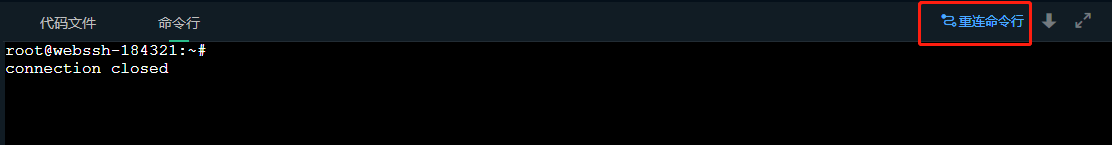 代码文件 命令行 重连命令行
root@webssh-184321:~#
connection closed